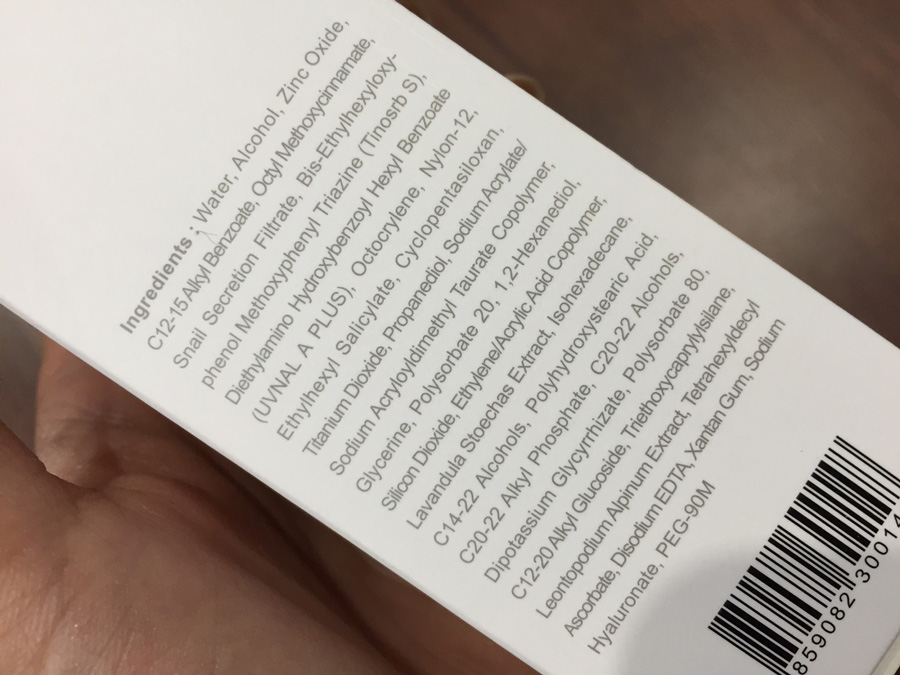 Ingredients : Water, Alcohol, Zinc Oxide,
C12-15 Alkyl Benzoate, Octyl Methoxycinnamate,
Snail Secretion Filtrate, Bis-Ethylhexyloxy-
phenol Methoxyphenyl Triazine (Tinosrb S),
Diethylamino Hydroxybenzoyl Hexyl Benzoate
(UVNAL A PLUS), Octocrylene, Nylon-12,
Ethylhexyl Salicylate, Cyclopentasiloxan,
Titanium Dioxide, Propanediol, Sodium Acrylate/
Sodium Acryloyldimethyl Taurate Copolymer,
Glycerine, Polysorbate 20, 1,2-Hexanediol,
Silicon Dioxide, Ethylene/Acrylic Acid Copolymer,
Lavandula Stoechas Extract, Isohexadecane,
C14-22 Alcohols, Polyhydroxystearic Acid,
C20-22 Alkyl Phosphate, C20-22 Alcohols,
Dipotassium Glycyrrhizate, Polysorbate 80,
C12-20 Alkyl Glucoside, Triethoxycaprylylsilane,
Leontopodium Alpinum Extract, Tetrahexyldecyl
Ascorbate, Disodium EDTA, Xantan Gum, Sodium
Hyaluronate, PEG-90M
859082 30014